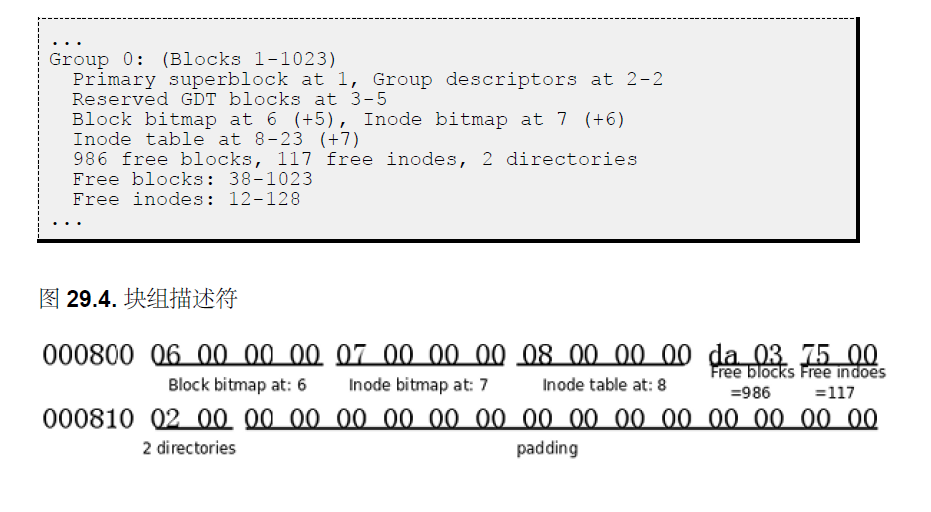 ...
Group 0: (Blocks 1-1023)
Primary superblock at 1, Group descriptors at 2-2
Reserved GDT blocks at 3-5
Block bitmap at 6 (+5), Inode bitmap at 7 (+6)
Inode table at 8-23 (+7)
986 free blocks, 117 free inodes, 2 directories
Free blocks: 38-1023
Free inodes: 12-128
...
图 29.4. 块组描述符
000800 06 00 00 00 07 00 00 00 08 00 00 00 da 03 75 00
Block bitmap at: 6 Inode bitmap at: 7 Inode table at: 8 Free blocks Free indoes
=986 =117
000810 02 00 00 00 00 00 00 00 00 00 00 00 00 00 00 00
2 directories padding